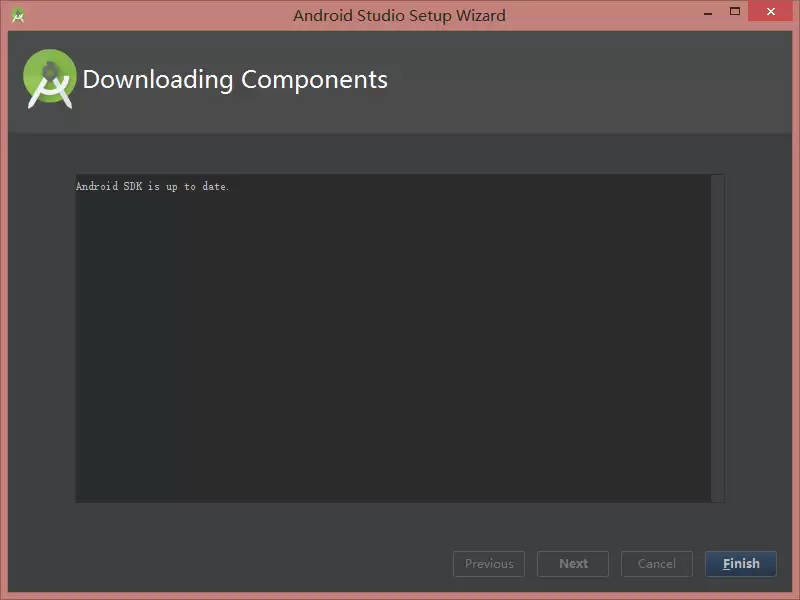 Android Studio Setup Wizard
Downloading Components
Android SDK is up to date.
Previous
Next
Cancel
Finish